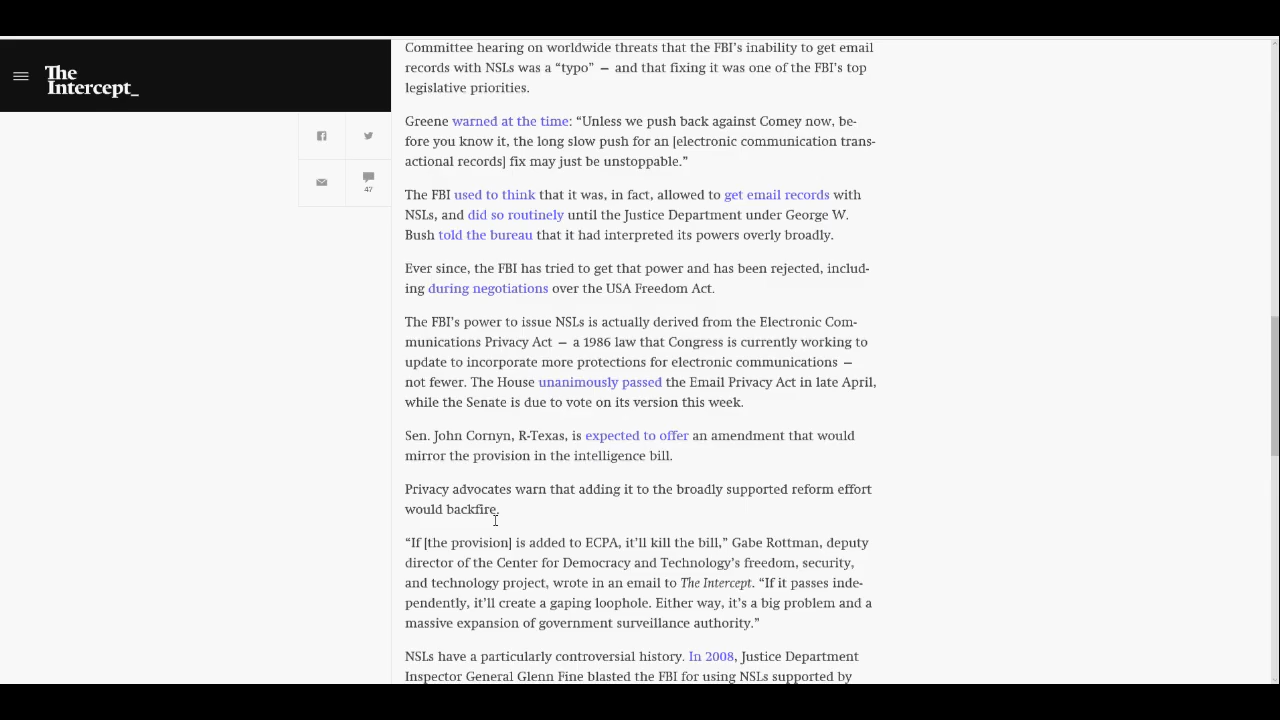 The
Intercept_
47
Committee hearing on worldwide threats that the FBI’s inability to get email
records with NSLs was a “typo” — and that fixing it was one of the FBI’s top
legislative priorities.
Greene warned at the time: “Unless we push back against Comey now, be-
fore you know it, the long slow push for an [electronic communication trans-
actional records] fix may just be unstoppable.”
The FBI used to think that it was, in fact, allowed to get email records with
NSLs, and did so routinely until the Justice Department under George W.
Bush told the bureau that it had interpreted its powers overly broadly.
Ever since, the FBI has tried to get that power and has been rejected, includ-
ing during negotiations over the USA Freedom Act.
The FBI’s power to issue NSLs is actually derived from the Electronic Com-
munications Privacy Act — a 1986 law that Congress is currently working to
update to incorporate more protections for electronic communications —
not fewer. The House unanimously passed the Email Privacy Act in late April,
while the Senate is due to vote on its version this week.
Sen. John Cornyn, R-Texas, is expected to offer an amendment that would
mirror the provision in the intelligence bill.
Privacy advocates warn that adding it to the broadly supported reform effort
would backfire.
“If [the provision] is added to ECPA, it’ll kill the bill,” Gabe Rottman, deputy
director of the Center for Democracy and Technology’s freedom, security,
and technology project, wrote in an email to The Intercept. “If it passes inde-
pendently, it’ll create a gaping loophole. Either way, it’s a big problem and a
massive expansion of government surveillance authority.”
NSLs have a particularly controversial history. In 2008, Justice Department
Inspector General Glenn Fine blasted the FBI for using NSLs supported by